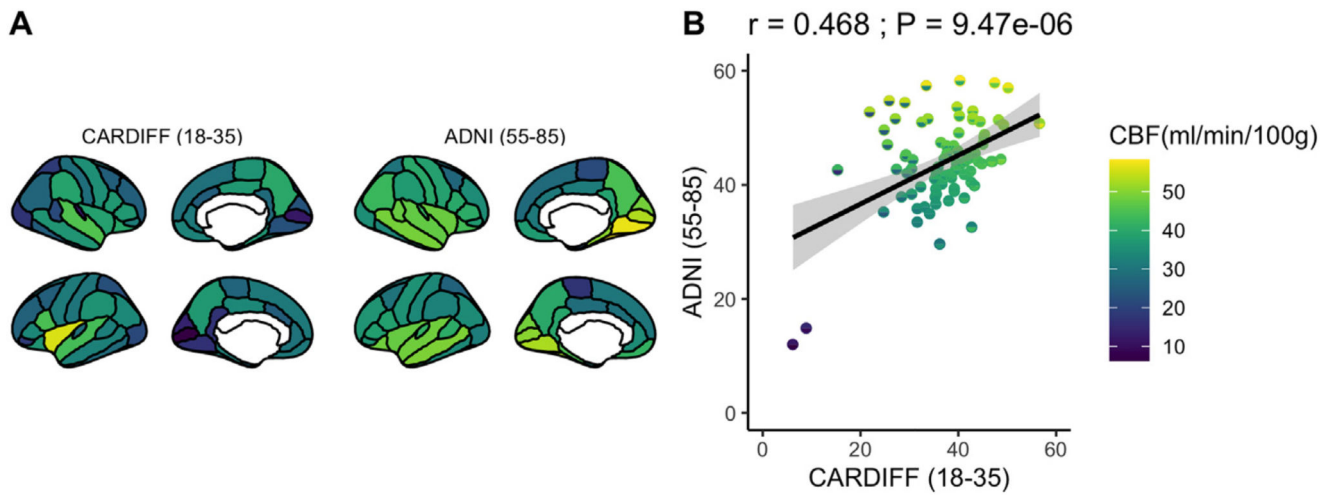 A
CARDIFF (18-35)
ADNI (55-85)
B
r = 0.468 ; P = 9.47e-06
ADNI (55-85)
60
40
20
0
0
20
40
60
CARDIFF (18-35)
CBF(ml/min/100g)
50
40
30
20
10